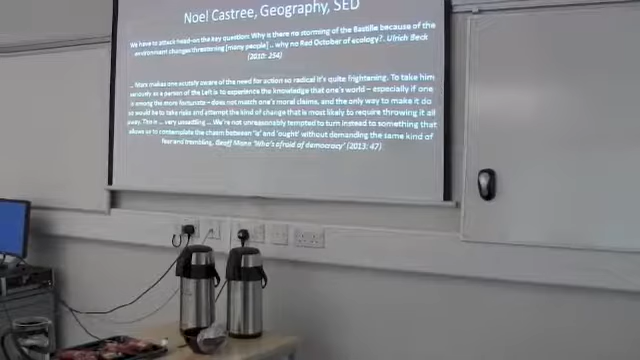 Noel Castree, Geography, SED
We have to attack head-on the key question: Why is there no storming of the Bastille because of the
environmental changes threatening [many people] ... why no Red October of ecology?. Ulrich Beck
(2010: 254)
... Marx makes one acutely aware of the need for action so radical it's quite frightening. To take him
seriously as a person of the Left is to experience the knowledge that one's world – especially if one
is among the more fortunate – does not match one's moral claims, and the only way to make it do
so would be to take risks and attempt the kind of change that is most likely to require throwing it all
away. This is ... very unsettling ... We're not unreasonably tempted to turn instead to something that
allows us to contemplate the chasm between 'is' and 'ought' without demanding the same kind of
fear and trembling. Geoff Mann 'Who's afraid of democracy' (2013: 47)